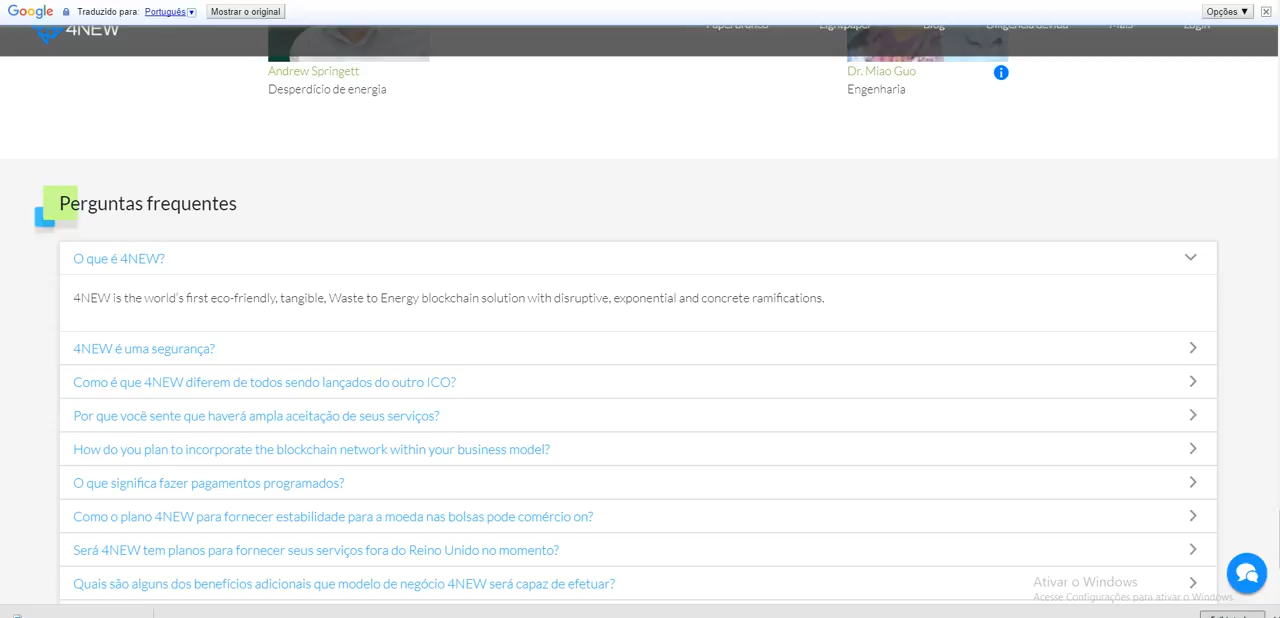 Google Traduzido para: Português Mostrar o original Opções ▼
4NEW Diligência devida Mais Login
Andrew Springett
Desperdício de energia
Dr. Miao Guo
Engenharia
Perguntas frequentes
O que é 4NEW?
4NEW is the world's first eco-friendly, tangible, Waste to Energy blockchain solution with disruptive, exponential and concrete ramifications.
4NEW é uma segurança?
Como é que 4NEW diferem de todos sendo lançados do outro ICO?
Por que você sente que haverá ampla aceitação de seus serviços?
How do you plan to incorporate the blockchain network within your business model?
O que significa fazer pagamentos programados?
Como o plano 4NEW para fornecer estabilidade para a moeda nas bolsas pode comércio on?
Será 4NEW tem planos para fornecer seus serviços fora do Reino Unido no momento?
Quais são alguns dos benefícios adicionais que modelo de negócio 4NEW será capaz de efetuar?
Ativar o Windows
Acesse Configurações para ativar o Windows.